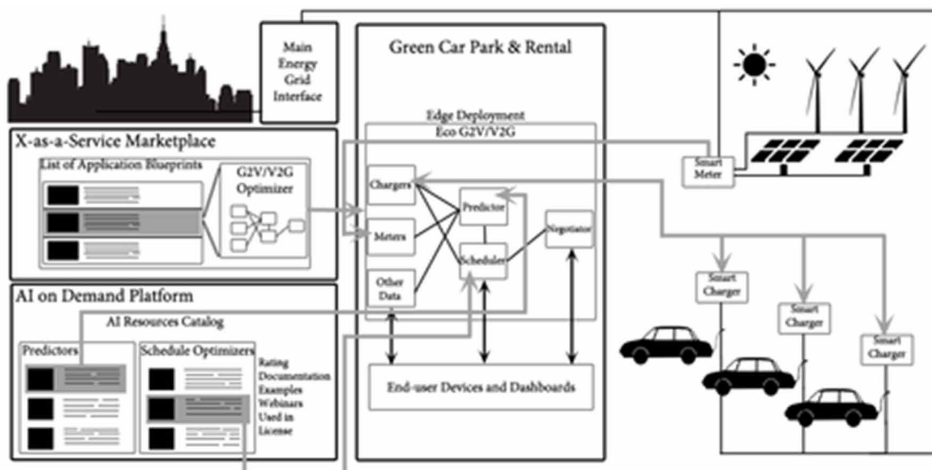 Main
Energy
Grid
Interface
Green Car Park & Rental
Edge Deployment
Eco G2V/V2G
Chargers
Meters
Other
Data
Predictor
Scheduler
Negotiator
End-user Devices and Dashboards
X-as-a-Service Marketplace
List of Application Blueprints
G2V/V2G
Optimizer
AI on Demand Platform
AI Resources Catalog
Predictors
Schedule Optimizers
Rating
Documentation
Examples
Webinars
Used in
License
Smart
Meter
Smart
Charger
Smart
Charger
Smart
Charger